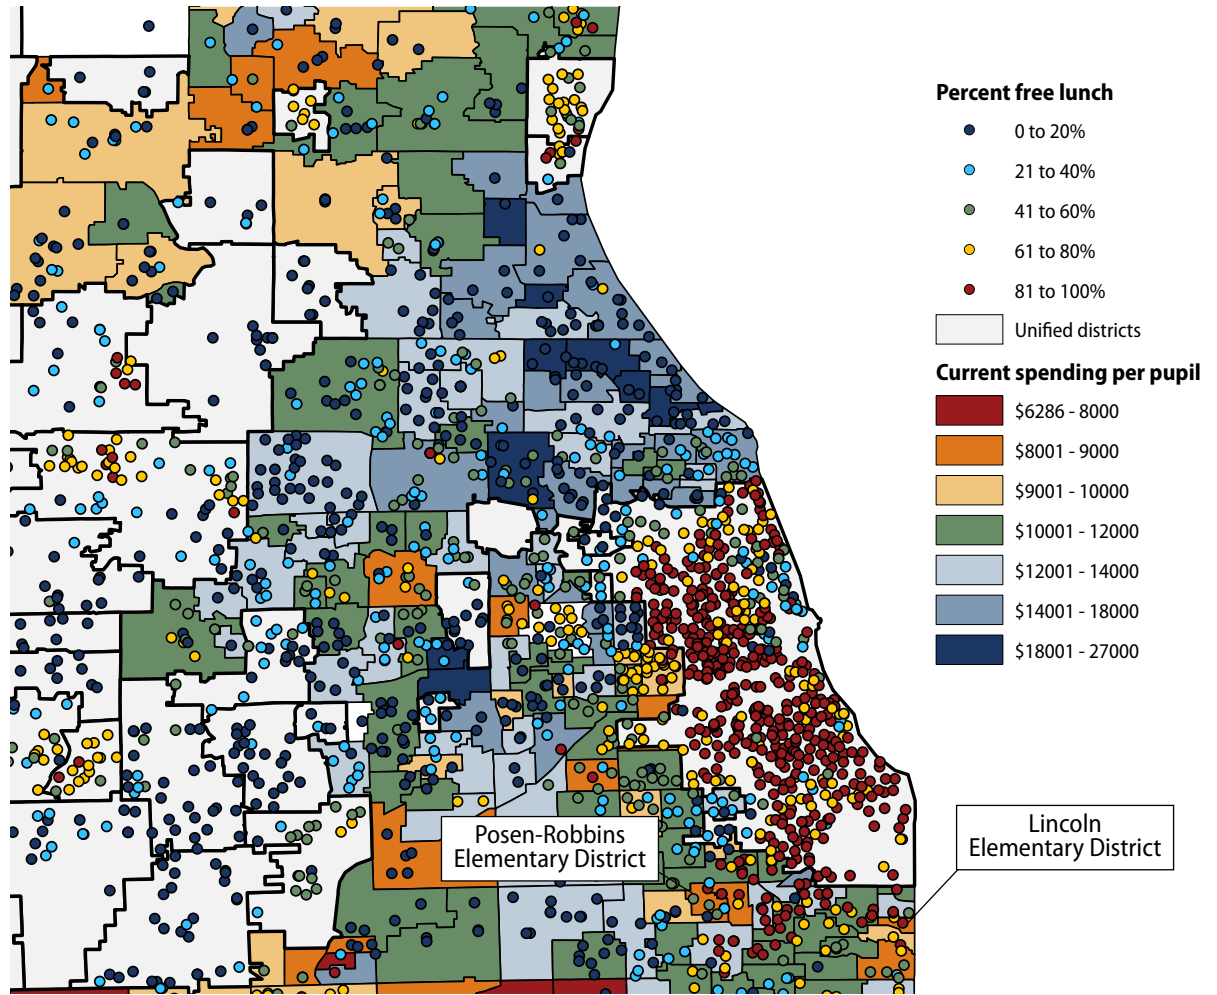 Percent free lunch
0 to 20%
21 to 40%
41 to 60%
61 to 80%
81 to 100%
Unified districts
Current spending per pupil
$6286 - 8000
$8001 - 9000
$9001 - 10000
$10001 - 12000
$12001 - 14000
$14001 - 18000
$18001 - 27000
Posen-Robbins
Elementary District
Lincoln
Elementary District